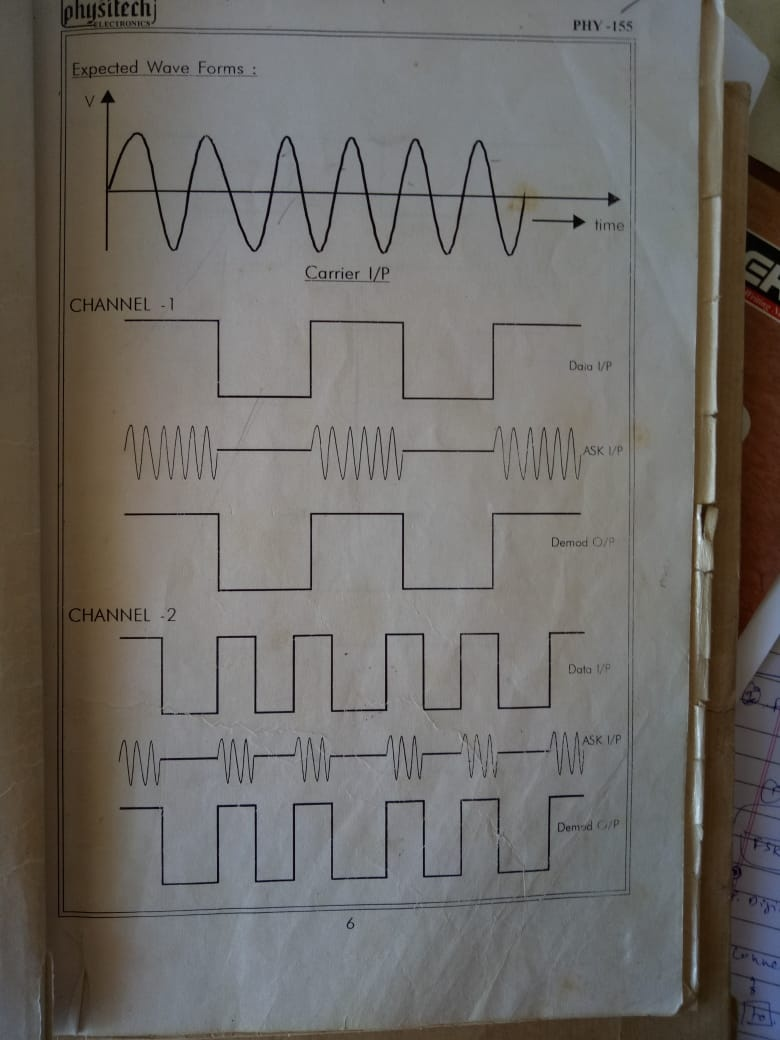 physitech
ELECTRONICS
PHY -155
Expected Wave Forms :
V
time
Carrier I/P
CHANNEL -1
Data I/P
ASK I/P
Demod O/P
CHANNEL -2
Data I/P
ASK I/P
Demod O/P
6